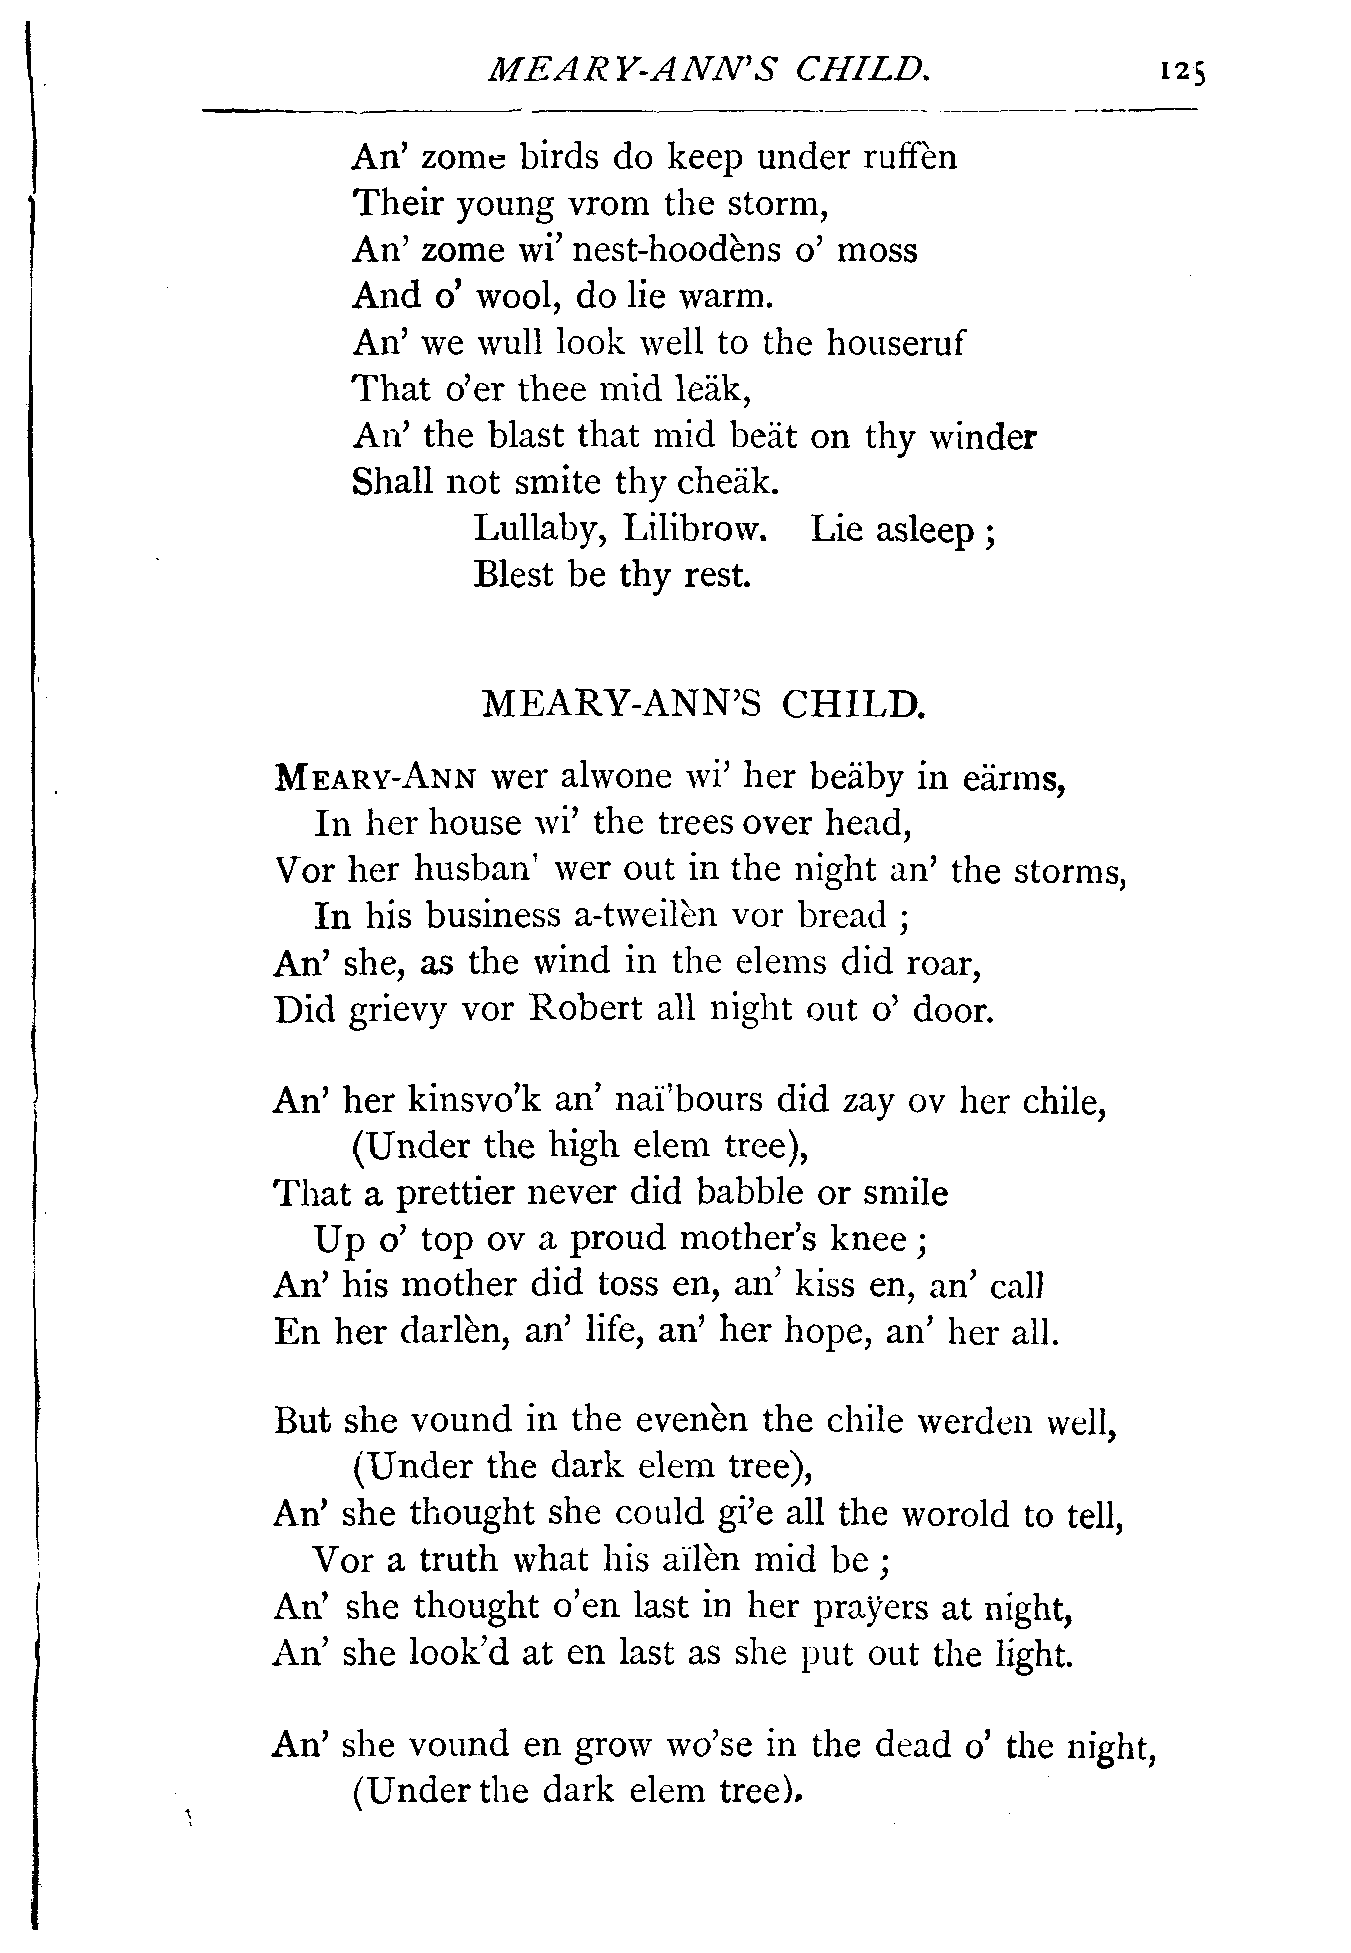 MEARY-ANN'S CHILD. 125
An' zome birds do keep under ruffèn
Their young vrom the storm,
An' zome wi' nest-hoodèns o' moss
And o' wool, do lie warm.
An' we wull look well to the houseruf
That o'er thee mid leäk,
An' the blast that mid beät on thy winder
Shall not smite thy cheäk.
Lullaby, Lilibrow. Lie asleep ;
Blest be thy rest.
MEARY-ANN'S CHILD.
MEARY-ANN wer alwone wi' her beäby in eärms,
In her house wi' the trees over head,
Vor her husban' wer out in the night an' the storms,
In his business a-tweilèn vor bread ;
An' she, as the wind in the elems did roar,
Did grievy vor Robert all night out o' door.
An' her kinsvo'k an' naï'bours did zay ov her chile,
(Under the high elem tree),
That a prettier never did babble or smile
Up o' top ov a proud mother's knee ;
An' his mother did toss en, an' kiss en, an' call
En her darlèn, an' life, an' her hope, an' her all.
But she vound in the evenèn the chile werden well,
(Under the dark elem tree),
An' she thought she could gi'e all the worold to tell,
Vor a truth what his aïlèn mid be ;
An' she thought o'en last in her praÿers at night,
An' she look'd at en last as she put out the light.
An' she vound en grow wo'se in the dead o' the night,
(Under the dark elem tree).